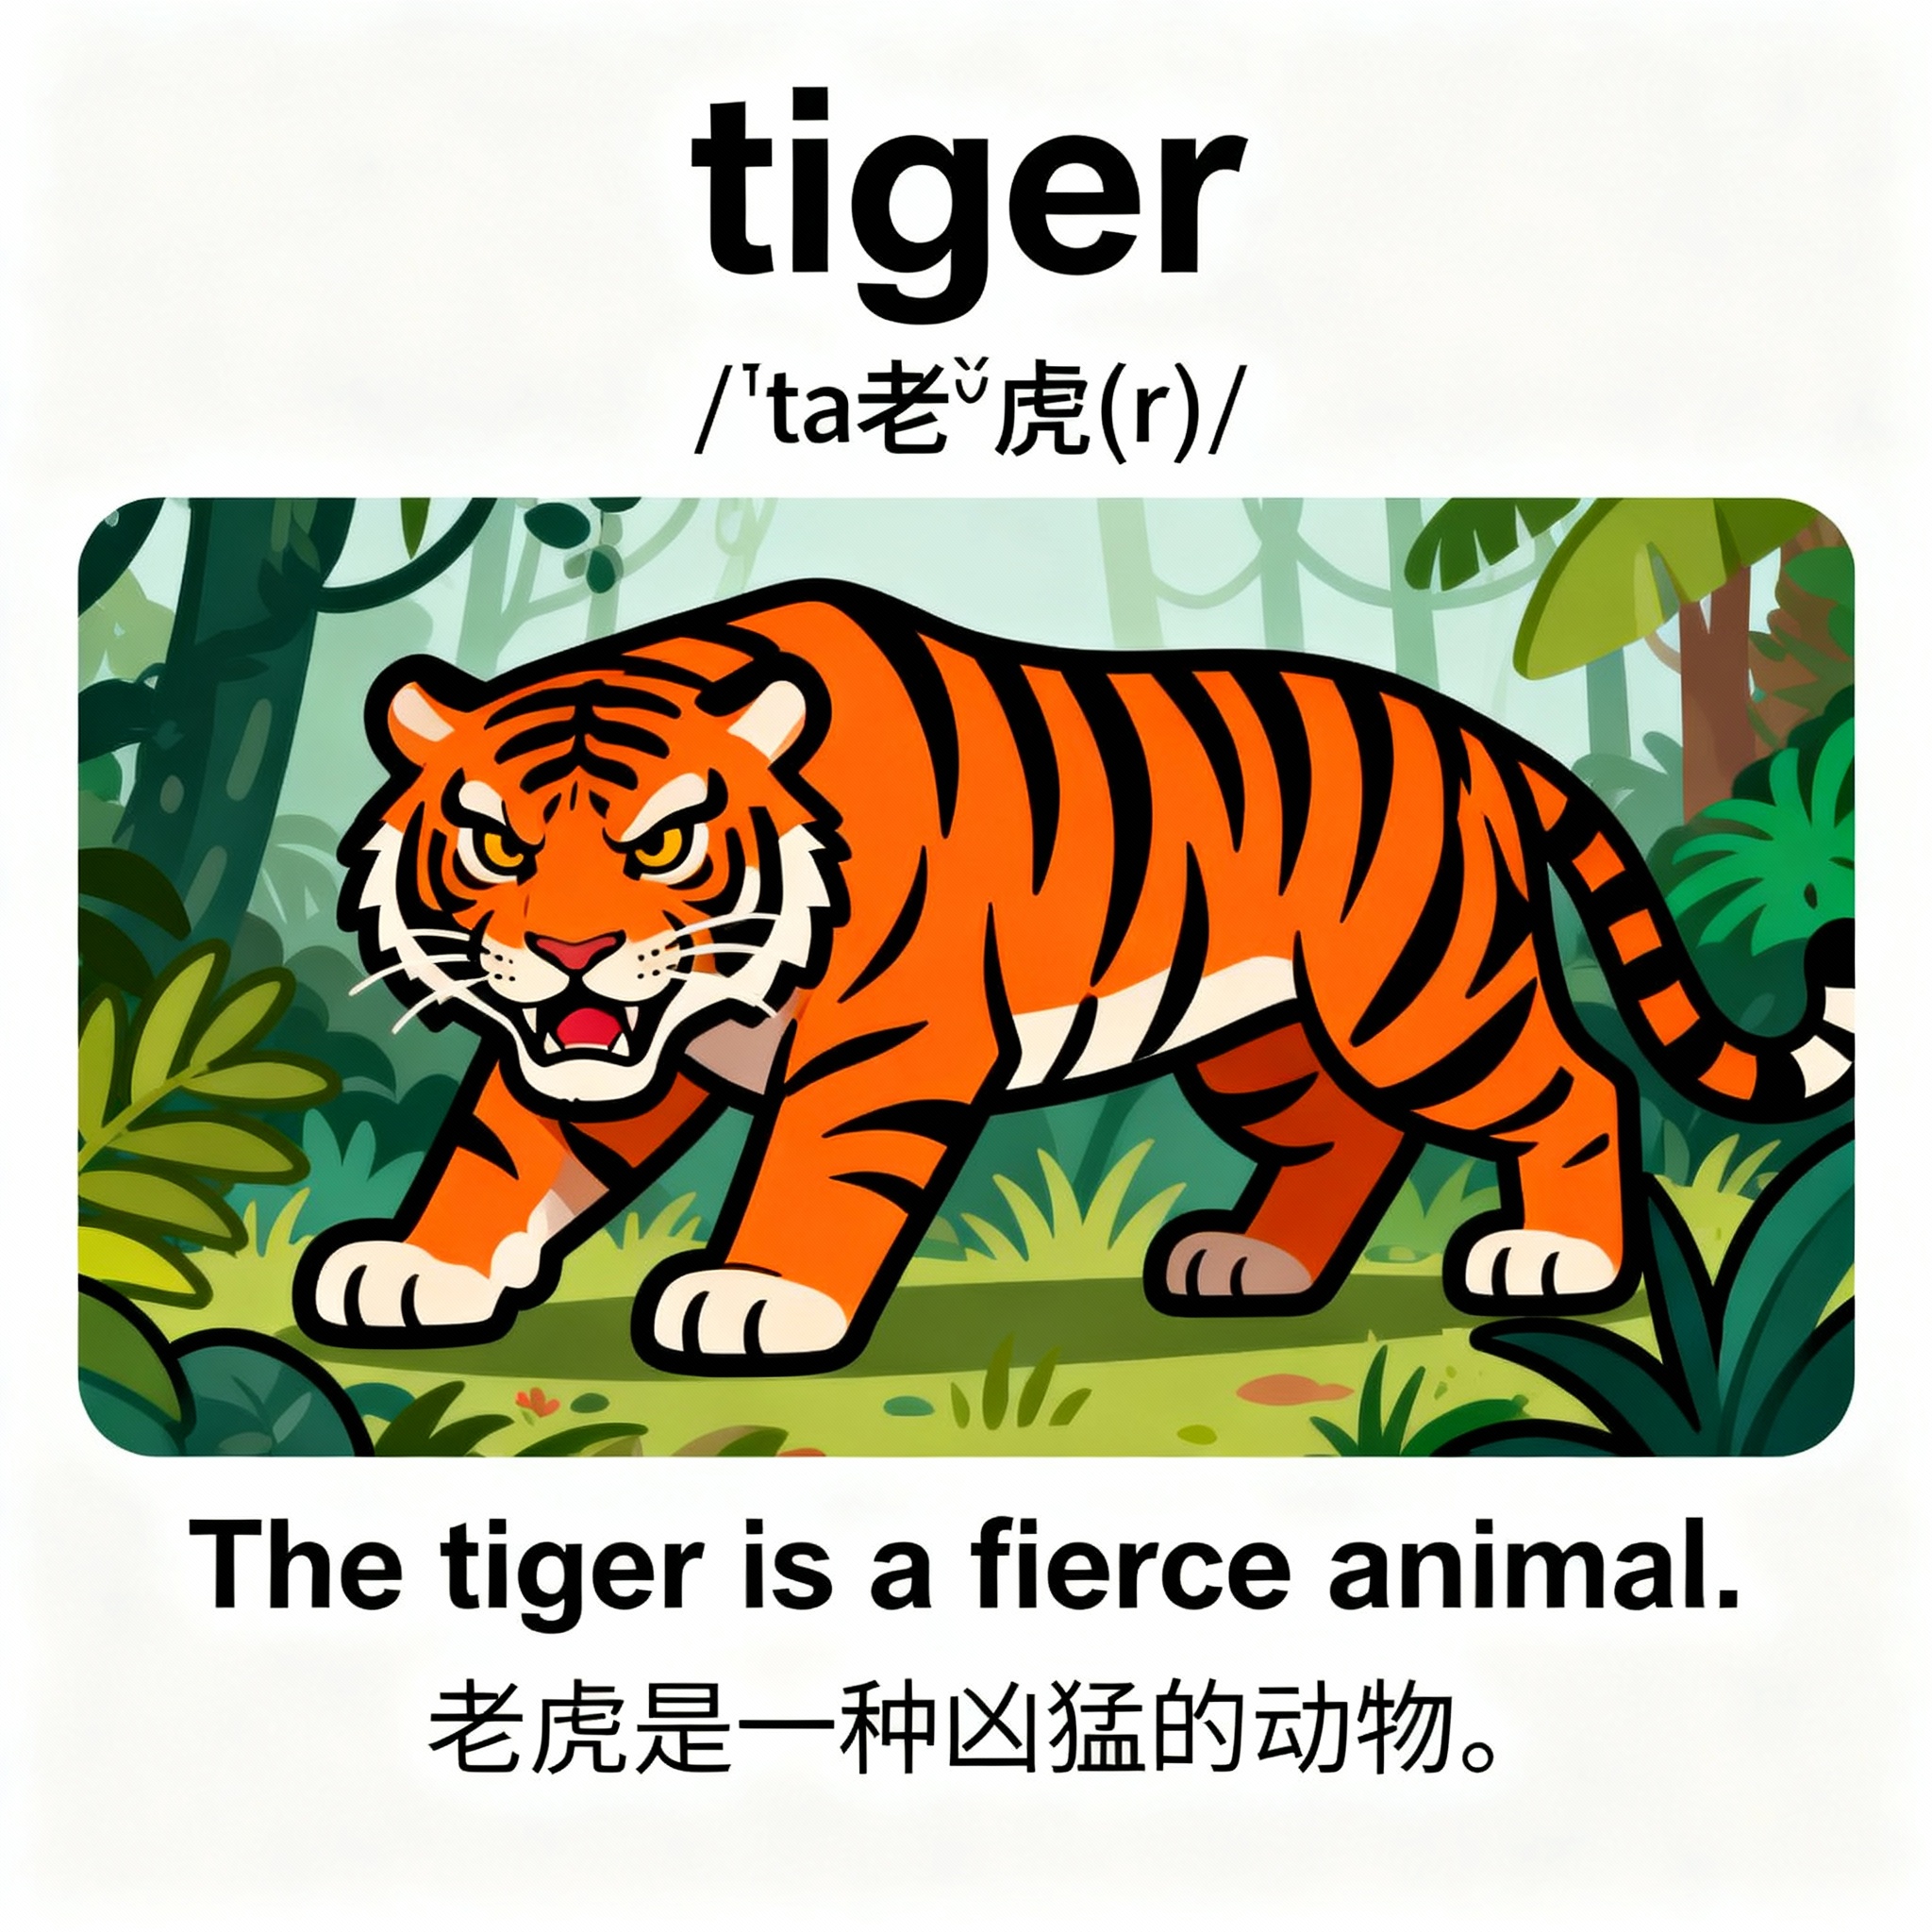 tiger
/ˈta老ˇ虎(r)/
The tiger is a fierce animal.
老虎是一种凶猛的动物。